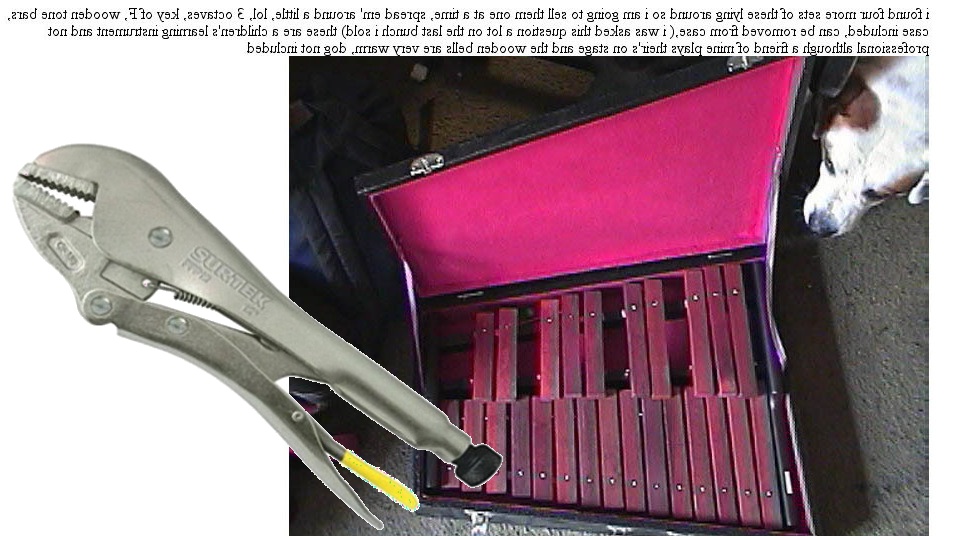 i found four more sets of these lying around so i am going to sell them one at a time, spread em' around a little, lol, 3 octaves, key of F, wooden tone bars,
case included, can be removed from case,( i was asked this question a lot on the last bunch i sold) these are a children's learning instrument and not
professional although a friend of mine plays their's on stage and the wooden bells are very warm, dog not included
SURTEK